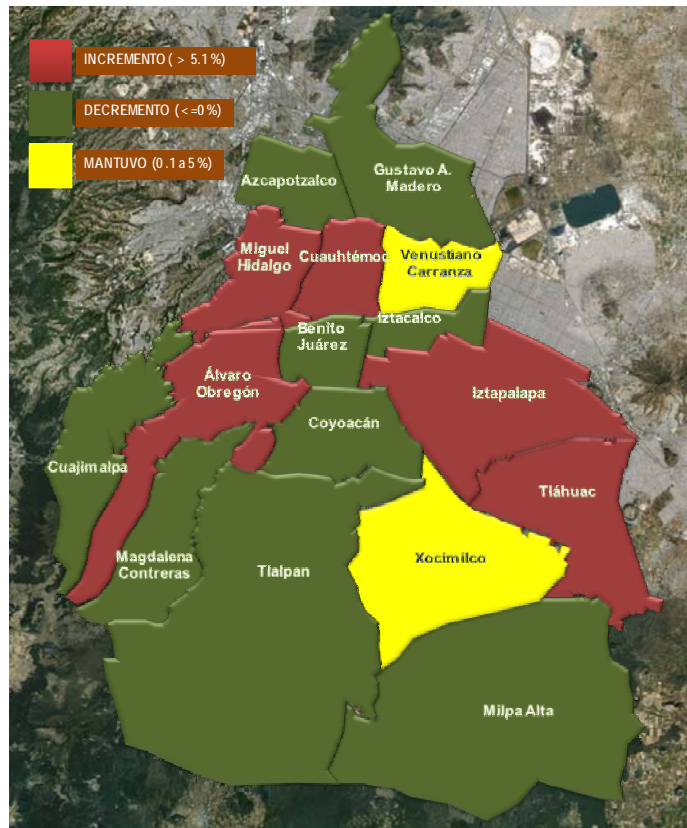 INCREMENTO ( > 5.1%)
DECREMENTO (<=0%)
MANTUVO (0.1 a 5%)
Gustavo A.
Madero
Azcapotzalco
Miguel
Hidalgo
Cuauhtémoc
Venustiano
Carranza
Iztacalco
Benito
Juárez
Álvaro
Obregón
Iztapalapa
Coyoacán
Cuajimalpa
Tláhuac
Magdalena
Contreras
Tlalpan
Xocimilco
Milpa Alta